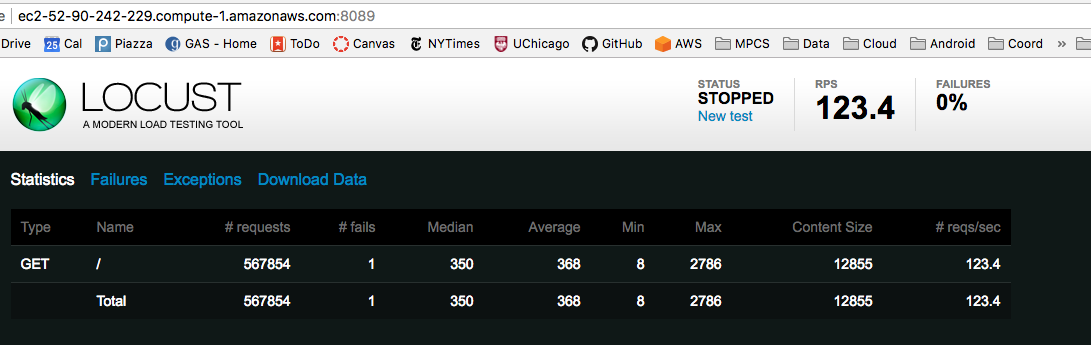 e ec2-52-90-242-229.compute-1.amazonaws.com:8089
Drive 25 Cal Piazza GAS - Home ToDo Canvas NYTimes UChicago GitHub AWS MPCS Data Cloud Android Coord »
LOCUST
A MODERN LOAD TESTING TOOL
STATUS RPS FAILURES
STOPPED 123.4 0%
New test
Statistics Failures Exceptions Download Data
Type Name # requests # fails Median Average Min Max Content Size # reqs/sec
GET / 567854 1 350 368 8 2786 12855 123.4
Total 567854 1 350 368 8 2786 12855 123.4